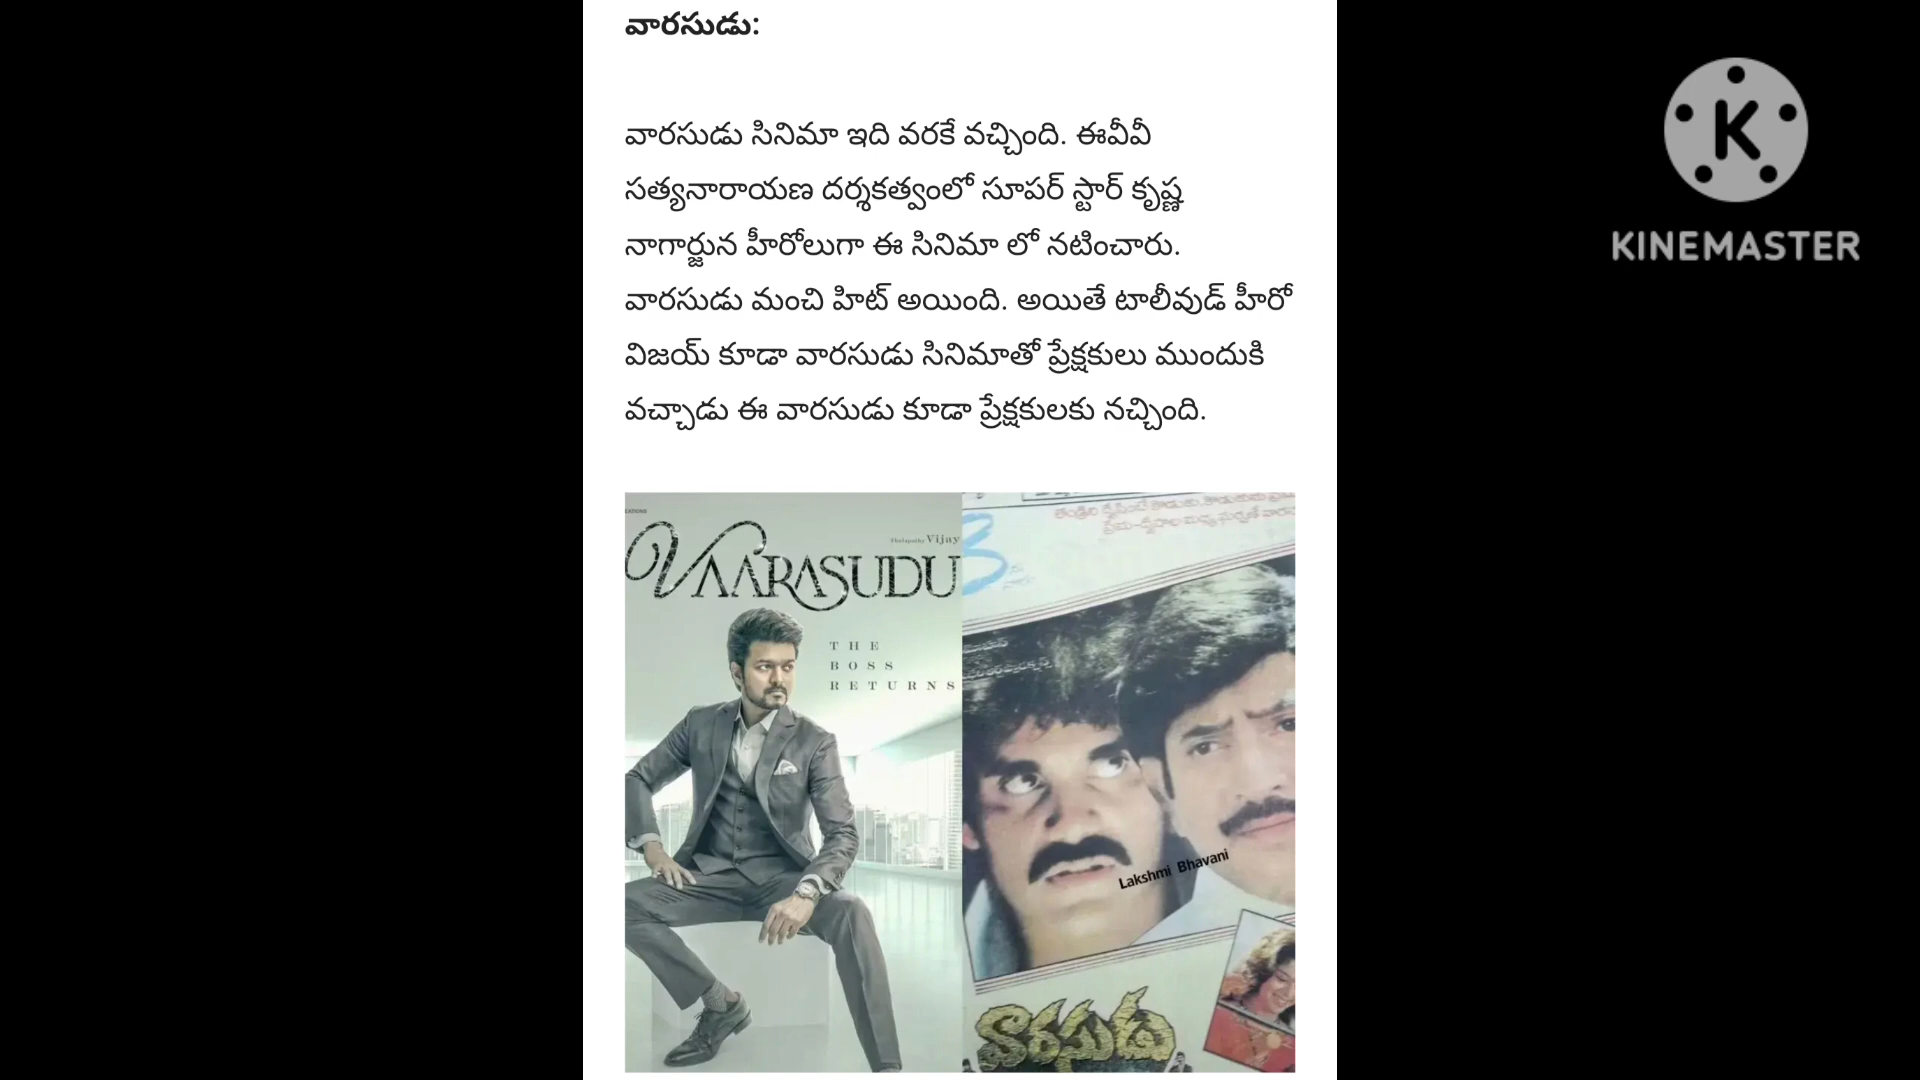 వారసుడు:
వారసుడు సినిమా ఇది వరకే వచ్చింది. ఈవీవీ
సత్యనారాయణ దర్శకత్వంలో సూపర్ స్టార్ కృష్ణ
నాగార్జున హీరోలుగా ఈ సినిమా లో నటించారు.
వారసుడు మంచి హిట్ అయింది. అయితే టాలీవుడ్ హీరో
విజయ్ కూడా వారసుడు సినిమాతో ప్రేక్షకులు ముందుకి
వచ్చాడు ఈ వారసుడు కూడా ప్రేక్షకులకు నచ్చింది.
Thalapathy Vijay
VAARASUDU
THE
BOSS
RETURNS
Lakshmi Bhavani
వారసుడు
K
KINEMASTER